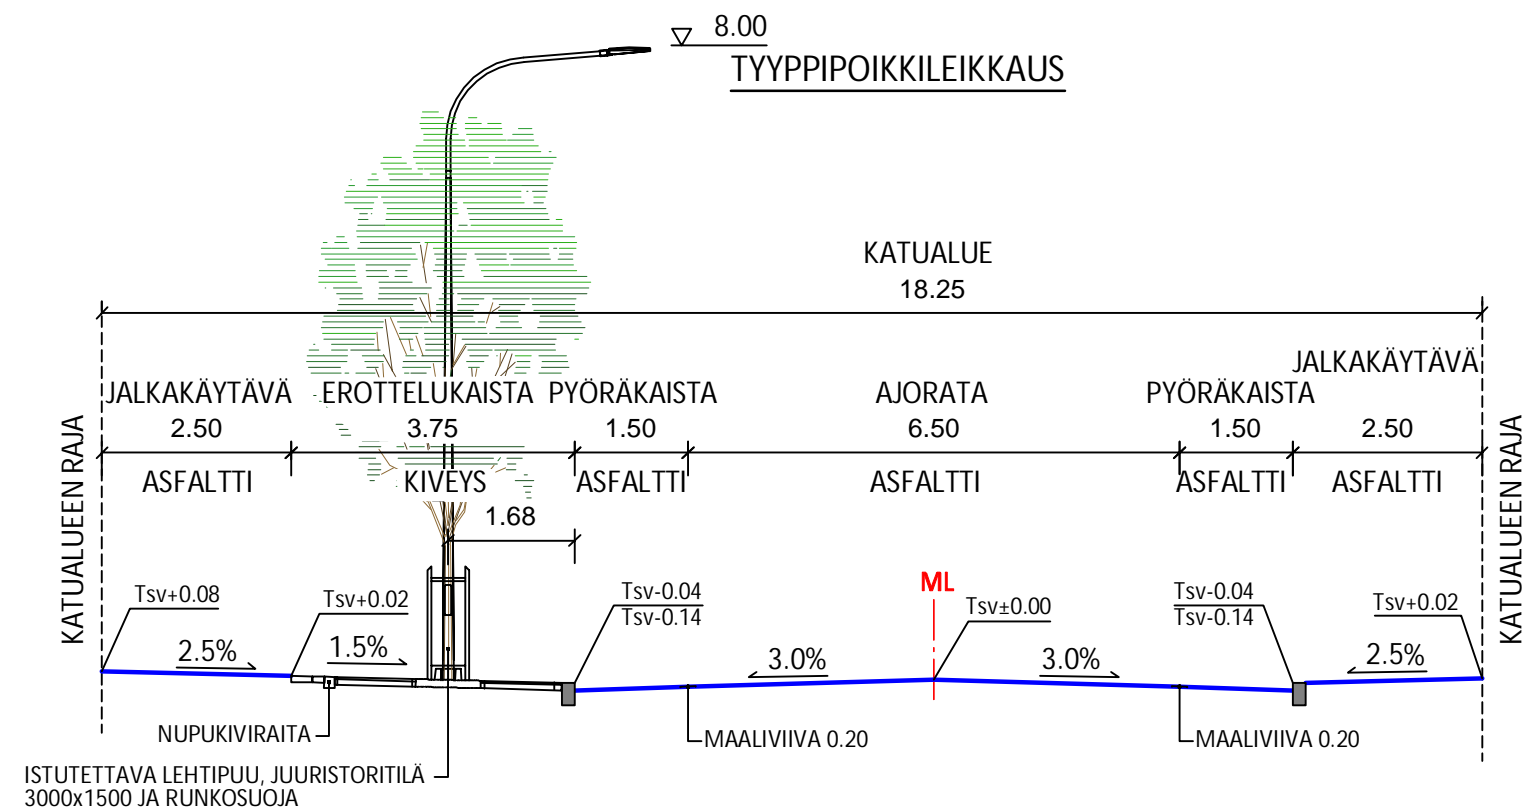 8.00
TYYPPIPOIKKILEIKKAUS
KATUALUE
18.25
JALKAKÄYTÄVÄ
JALKAKÄYTÄVÄ EROTTELUKAISTA PYÖRÄKAISTA AJORATA PYÖRÄKAISTA
2.50 3.75 1.50 6.50 1.50 2.50
ASFALTTI KIVEYS ASFALTTI ASFALTTI ASFALTTI ASFALTTI
KATUALUEEN RAJA
KATUALUEEN RAJA
1.68
ML
Tsv+0.08 Tsv+0.02 Tsv-0.04 Tsv±0.00 Tsv-0.04 Tsv+0.02
Tsv-0.14 Tsv-0.14
2.5% 1.5% 3.0% 3.0% 2.5%
NUPUKIVIRAITA MAALIVIIVA 0.20 MAALIVIIVA 0.20
ISTUTETTAVA LEHTIPUU, JUURISTORITILÄ
3000x1500 JA RUNKOSUOJA